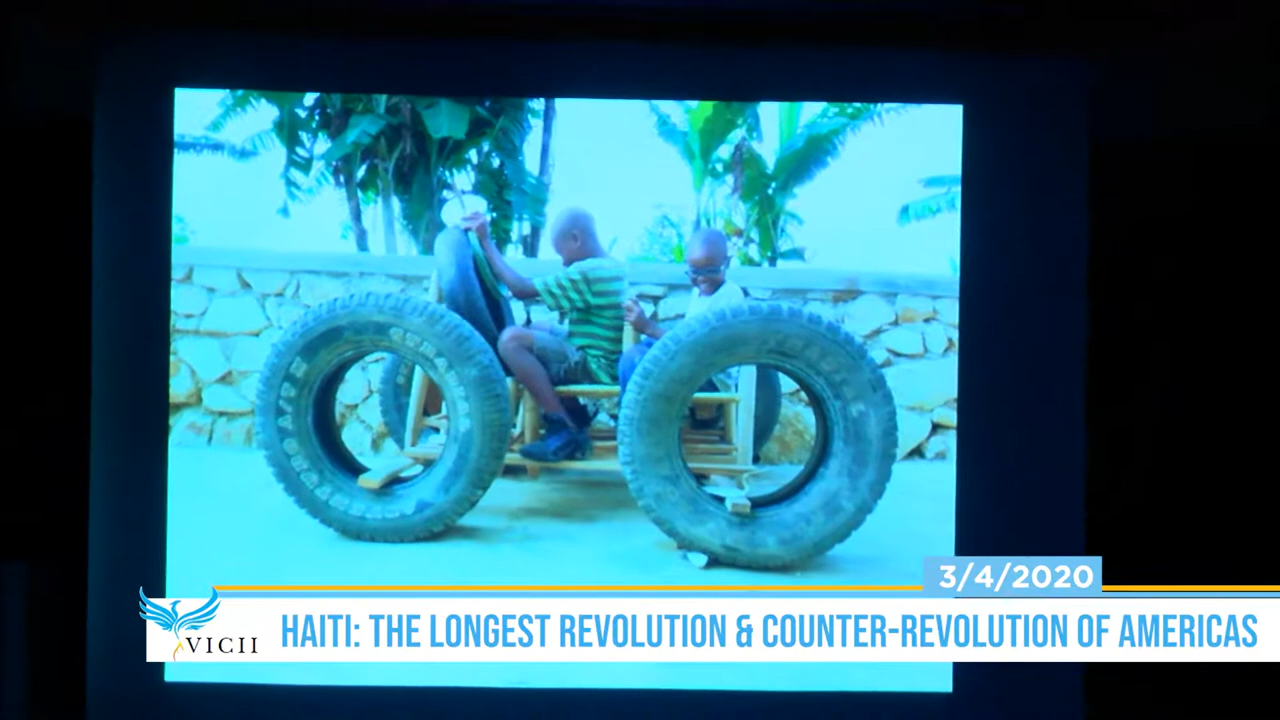 3/4/2020
VICII
HAITI: THE LONGEST REVOLUTION & COUNTER-REVOLUTION OF AMERICAS